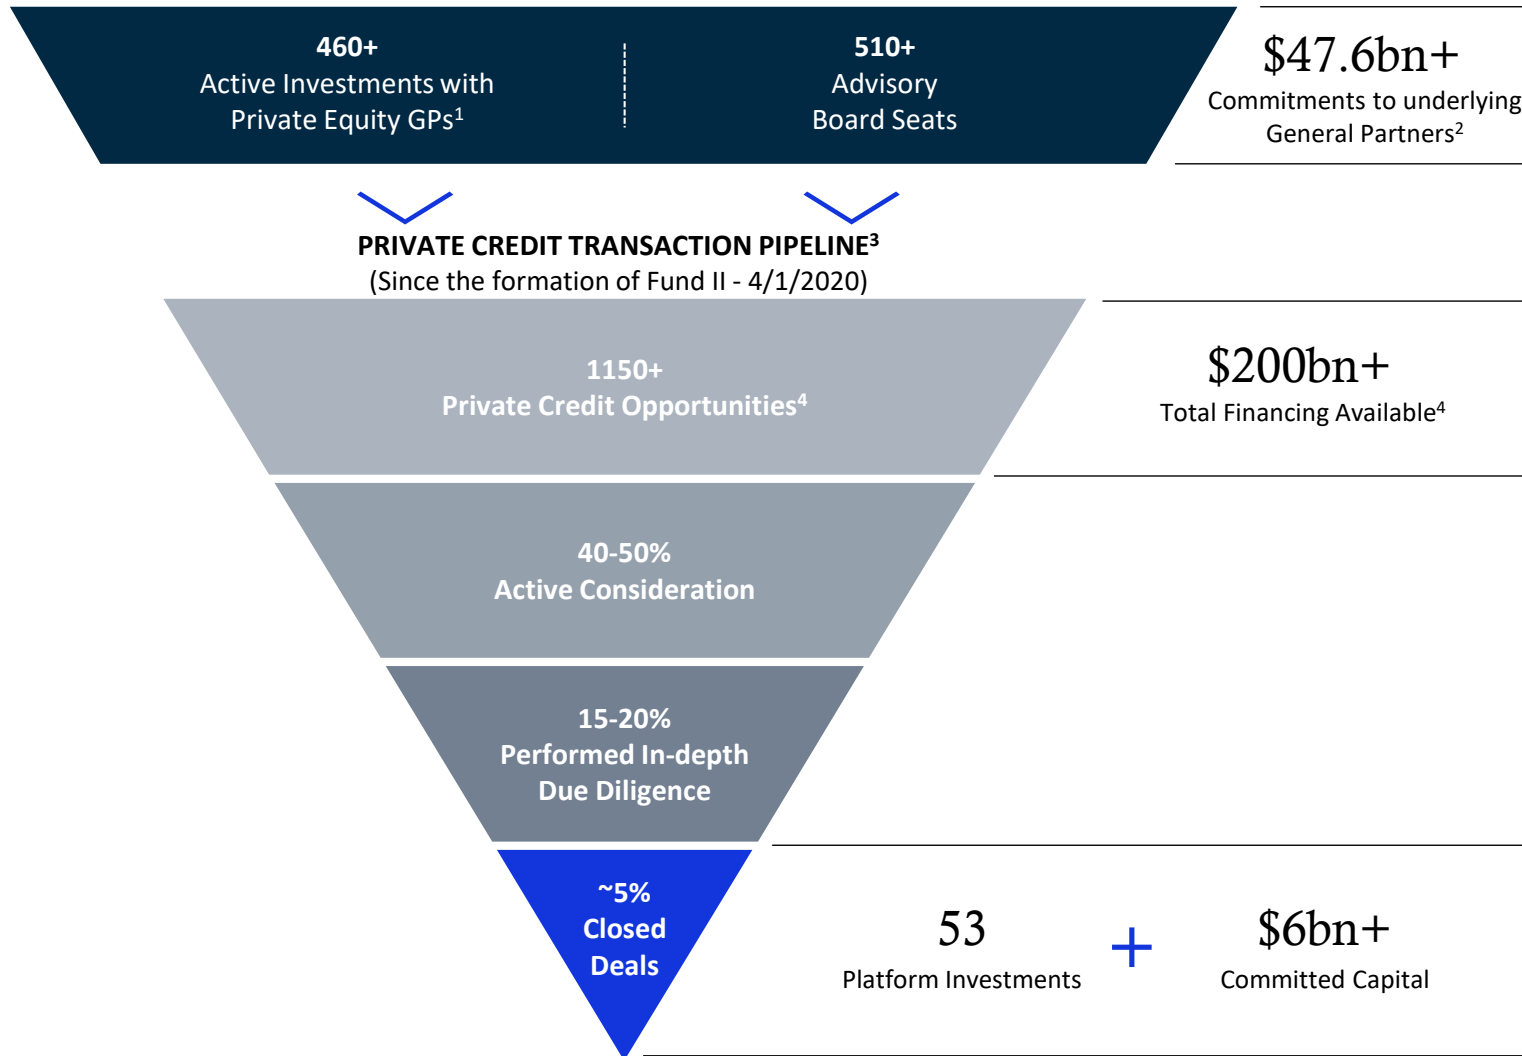 460+
Active Investments with
Private Equity GPs¹
510+
Advisory
Board Seats
$47.6bn+
Commitments to underlying
General Partners²
PRIVATE CREDIT TRANSACTION PIPELINE³
(Since the formation of Fund II - 4/1/2020)
1150+
Private Credit Opportunities⁴
$200bn+
Total Financing Available⁴
40-50%
Active Consideration
15-20%
Performed In-depth
Due Diligence
~5%
Closed
Deals
53
Platform Investments
+
$6bn+
Committed Capital